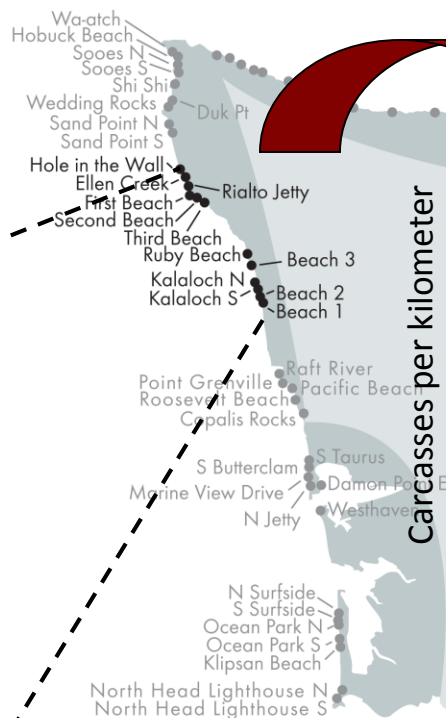 Wa-atch
Hobuck Beach
Sooes N
Sooes S
Shi Shi
Wedding Rocks
Duk Pt
Sand Point N
Sand Point S
Hole in the Wall
Ellen Creek
Rialto Jetty
First Beach
Second Beach
Third Beach
Ruby Beach
Beach 3
Kalaloch N
Kalaloch S
Beach 2
Beach 1
Raft River
Point Grenville
Pacific Beach
Roosevelt Beach
Copalis Rocks
S Taurus
S Butterclam
Damon Point E
Marine View Drive
N Jetty
Westhaven
N Surfside
S Surfside
Ocean Park N
Ocean Park S
Klipsan Beach
North Head Lighthouse N
North Head Lighthouse S
Carcasses per kilometer